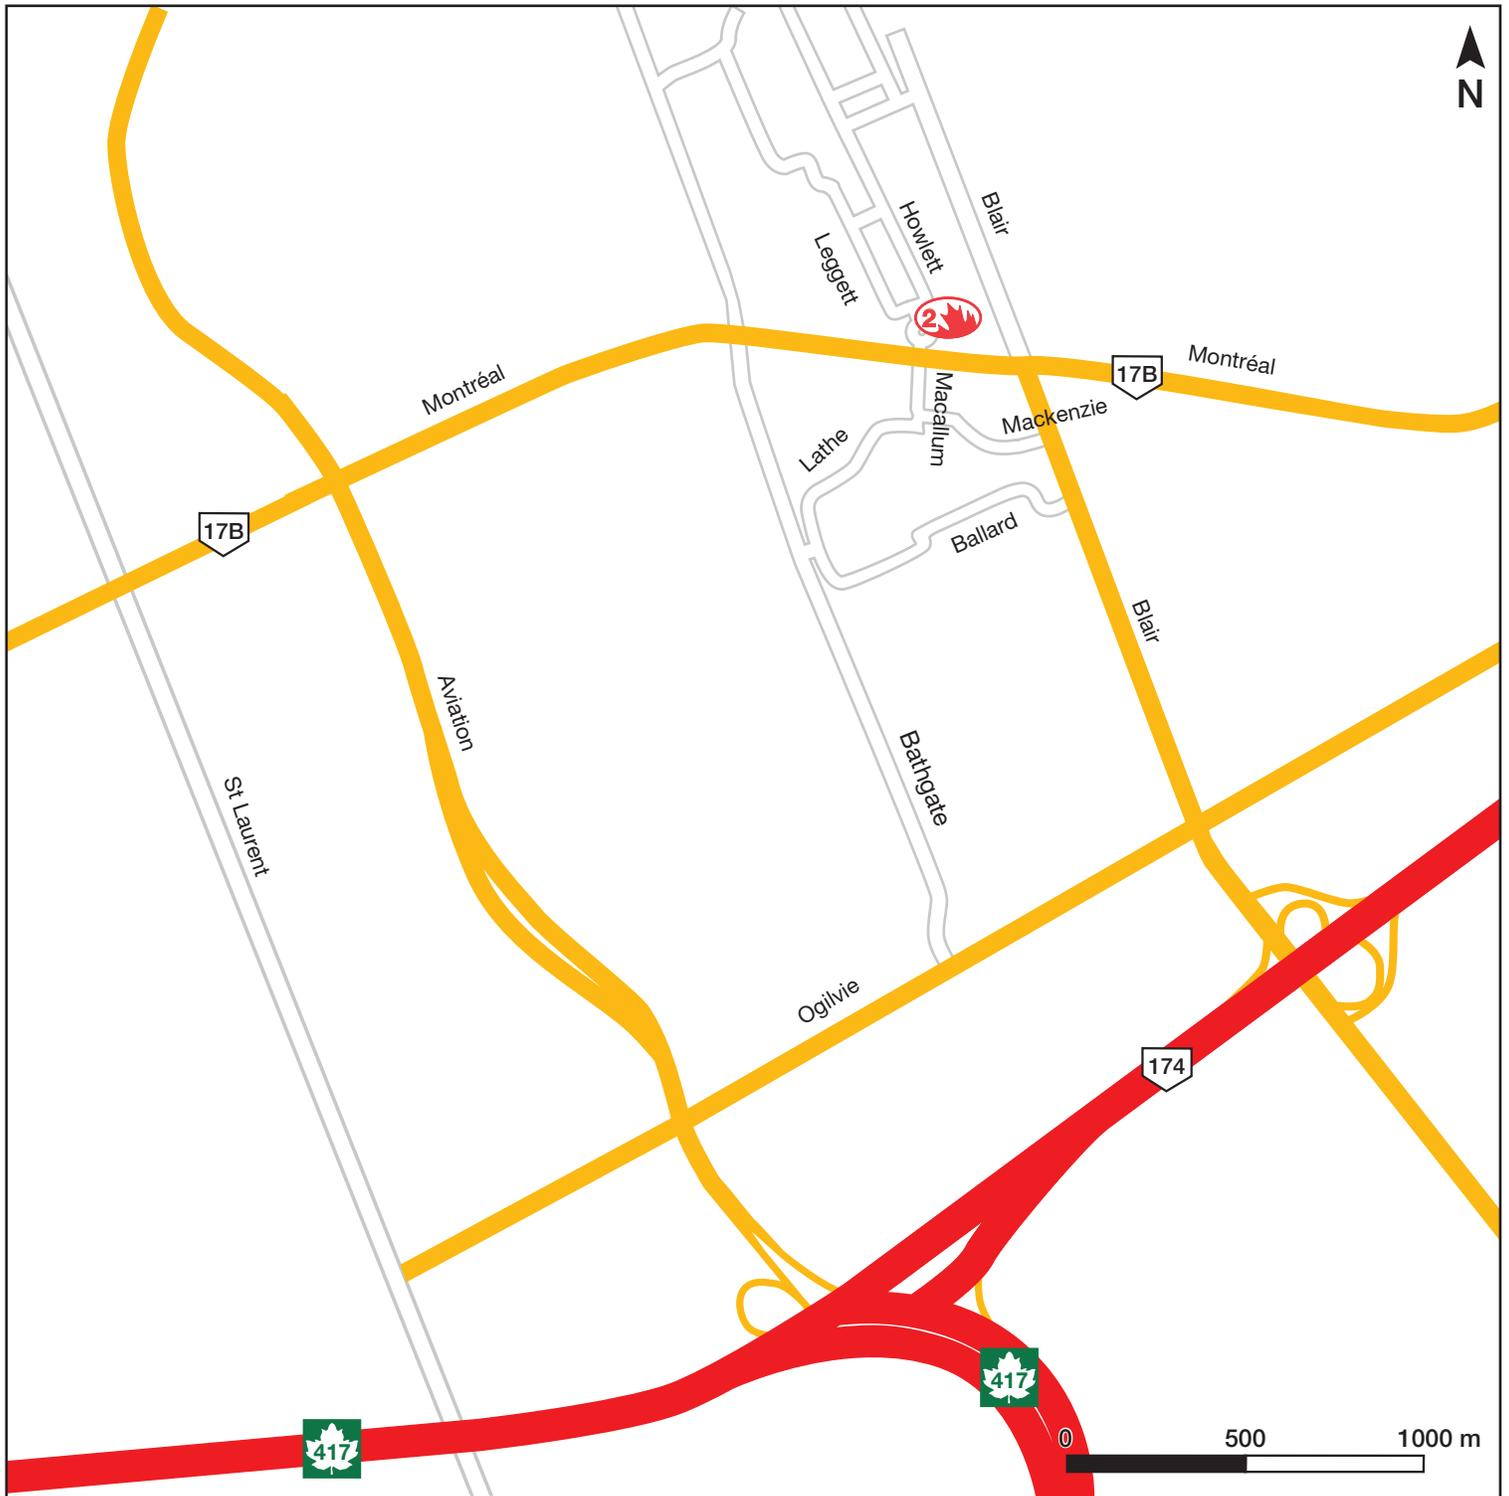 N
Blair
Howlett
Leggett
2
Montréal
17B
Montréal
Macallum
Mackenzie
Lathe
17B
Ballard
Blair
Aviation
Bathgate
St Laurent
Ogilvie
174
417
417
0 500 1000 m